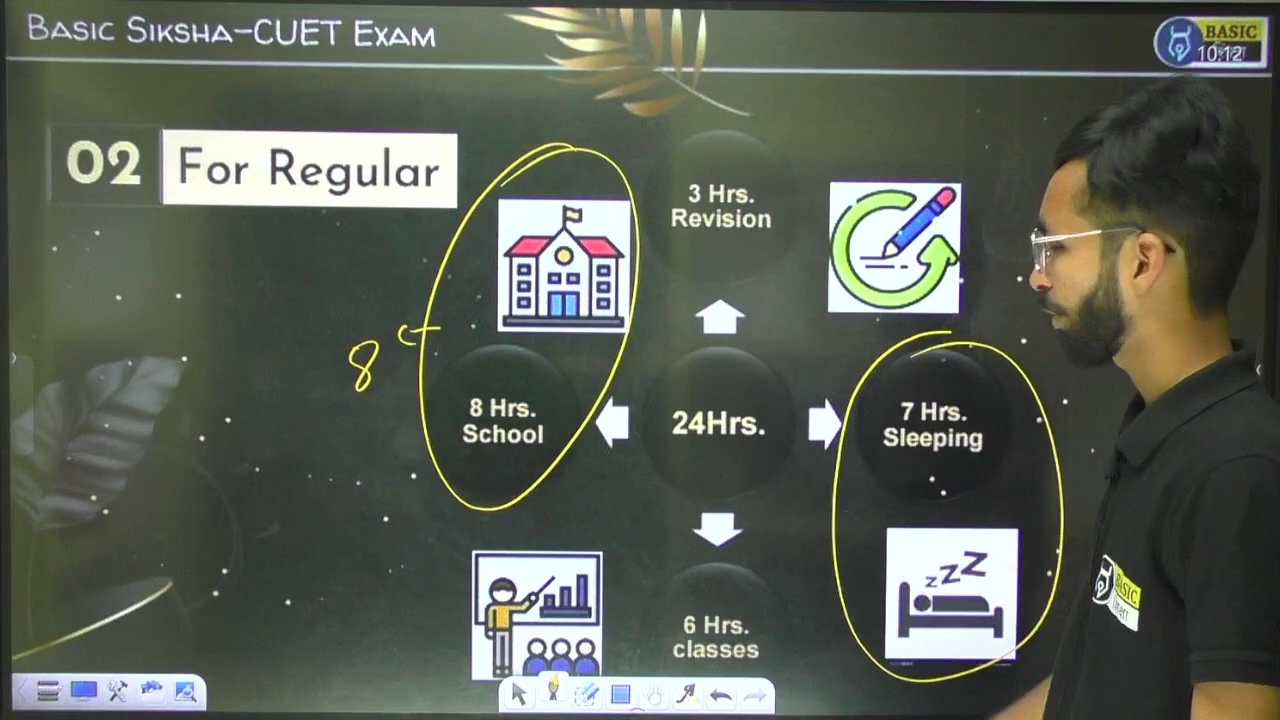 BASIC SIKSHA-CUET EXAM
BASIC
10:12
02 For Regular
3 Hrs.
Revision
8
8 Hrs.
School
24Hrs.
7 Hrs.
Sleeping
zzZ
6 Hrs.
classes
BASIC